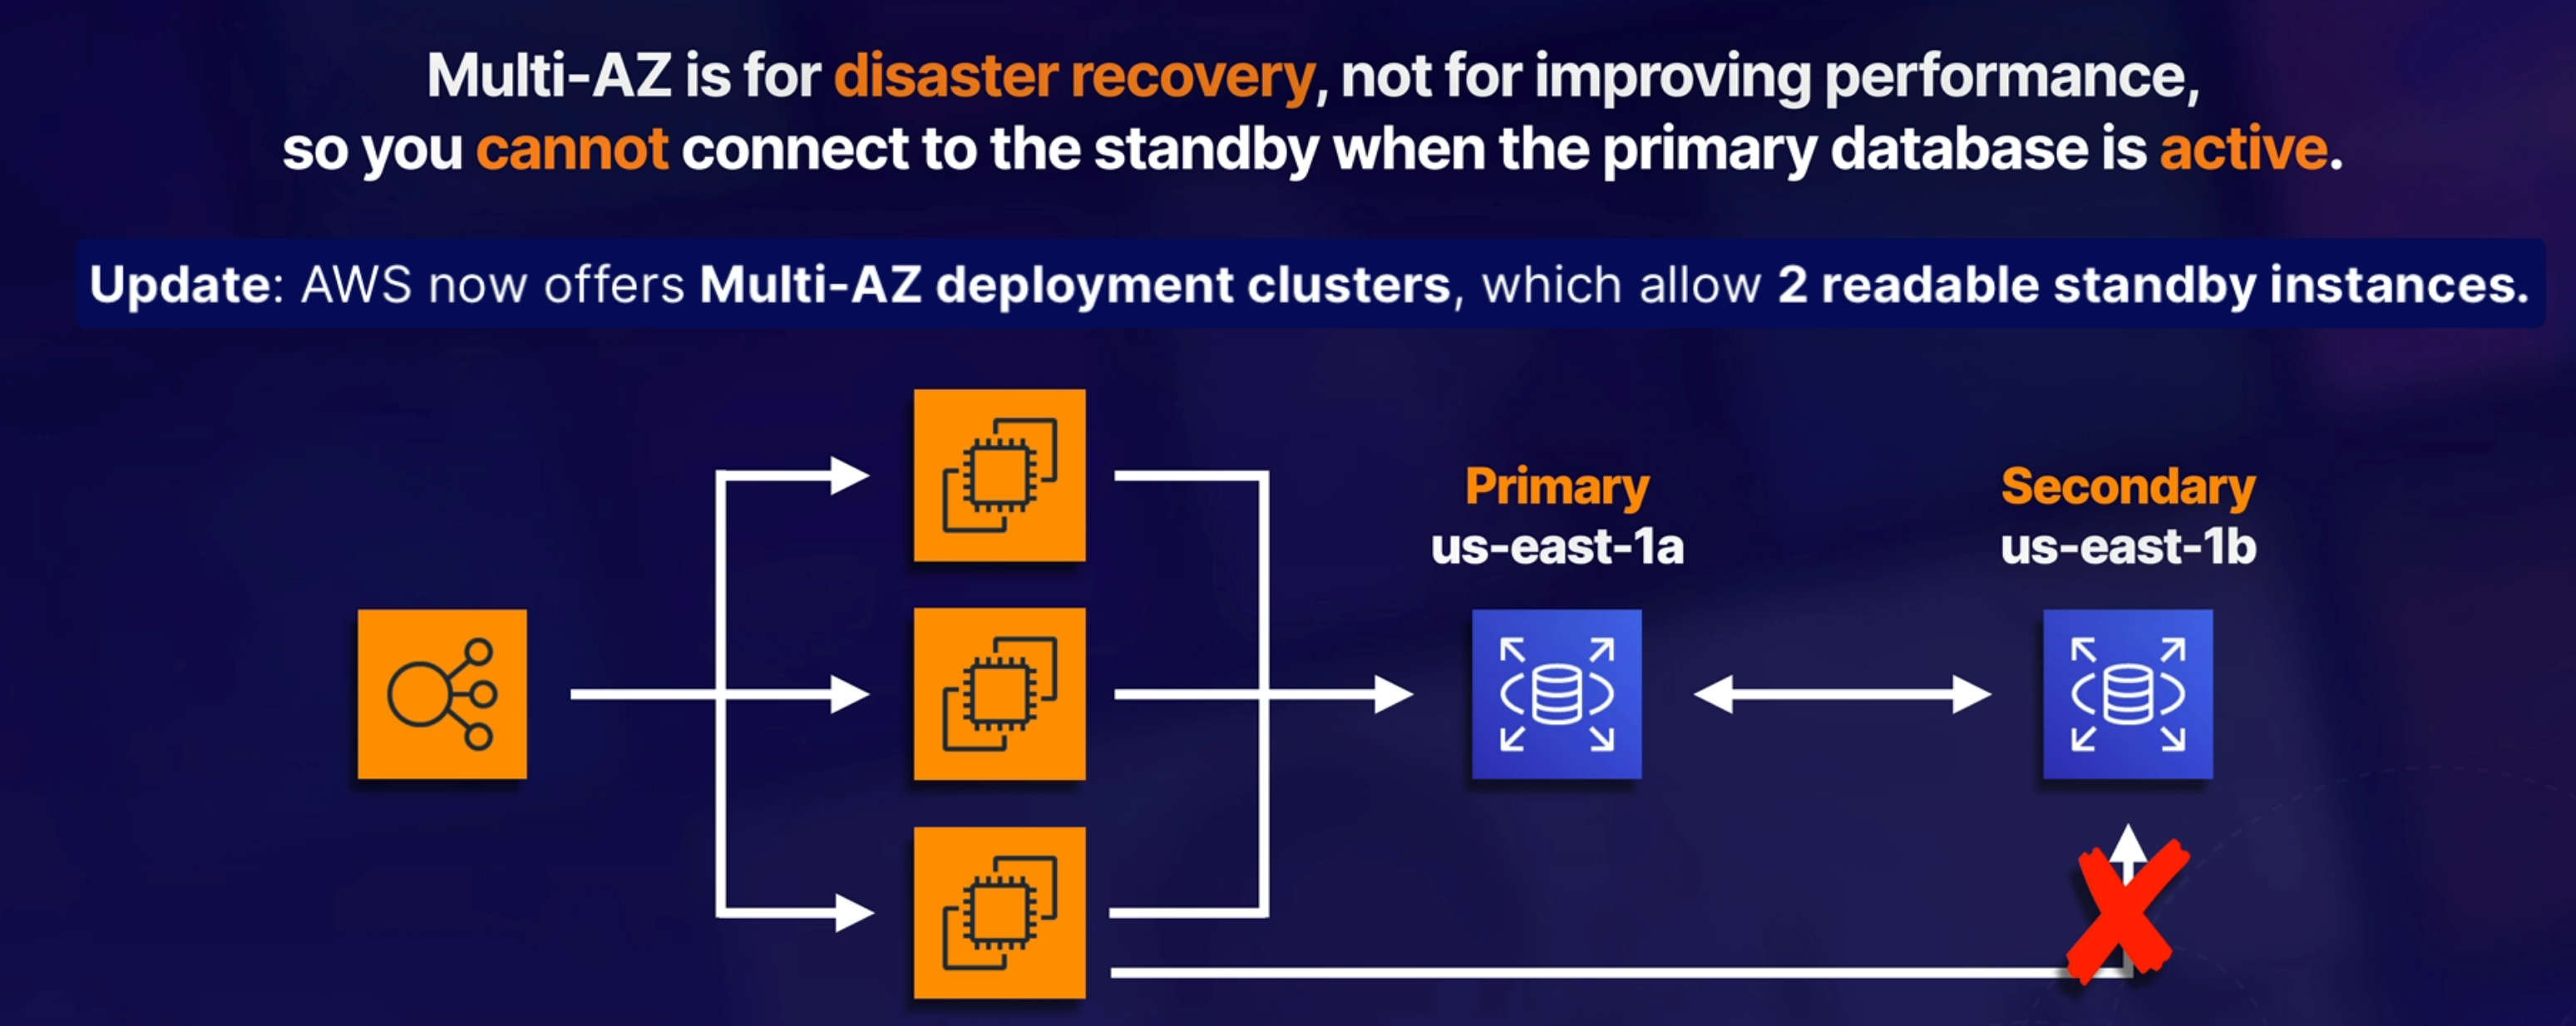 Multi-AZ is for disaster recovery, not for improving performance,
so you cannot connect to the standby when the primary database is active.
Update: AWS now offers Multi-AZ deployment clusters, which allow 2 readable standby instances.
Primary
us-east-1a
Secondary
us-east-1b